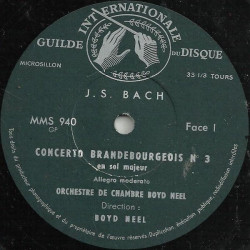 GUILDE INTERNATIONALE DU DISQUE
MICROSILLON
33 1/3 TOURS
J. S. BACH
MMS 940
OP
Face 1
CONCERTO BRANDEBOURGEOIS N° 3
en sol majeur
Allegro moderato
ORCHESTRE DE CHAMBRE BOYD NEEL
Direction :
BOYD NEEL